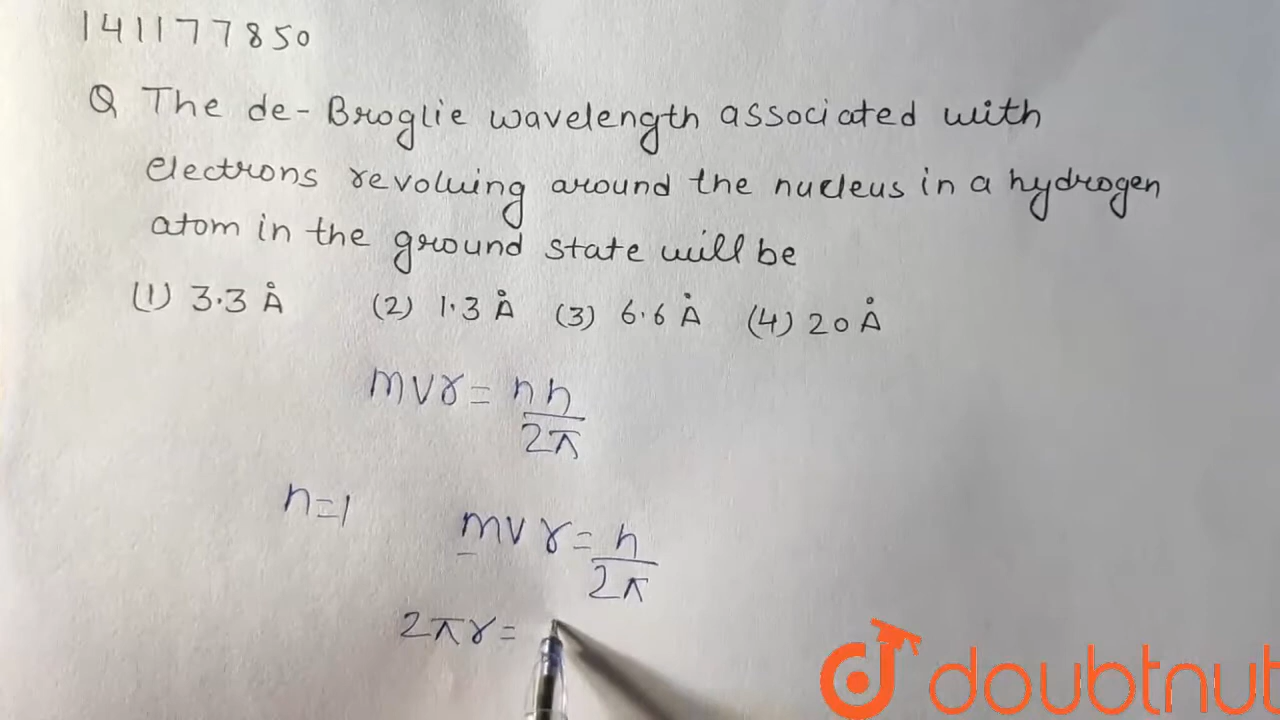 141177850
Q The de-Broglie wavelength associated with
electrons revolving around the nucleus in a hydrogen
atom in the ground state will be
(1) 3.3 Å (2) 1.3 Å (3) 6.6 Å (4) 20 Å
mvr = nh/2π
n=1 mvr = h/2π
2πr =
doubtnut